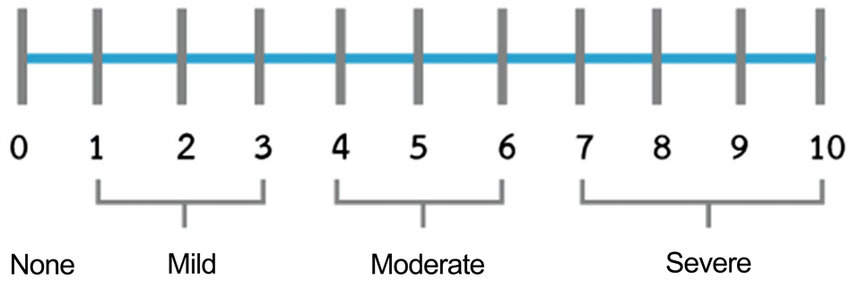 0 1 2 3 4 5 6 7 8 9 10
None Mild Moderate Severe